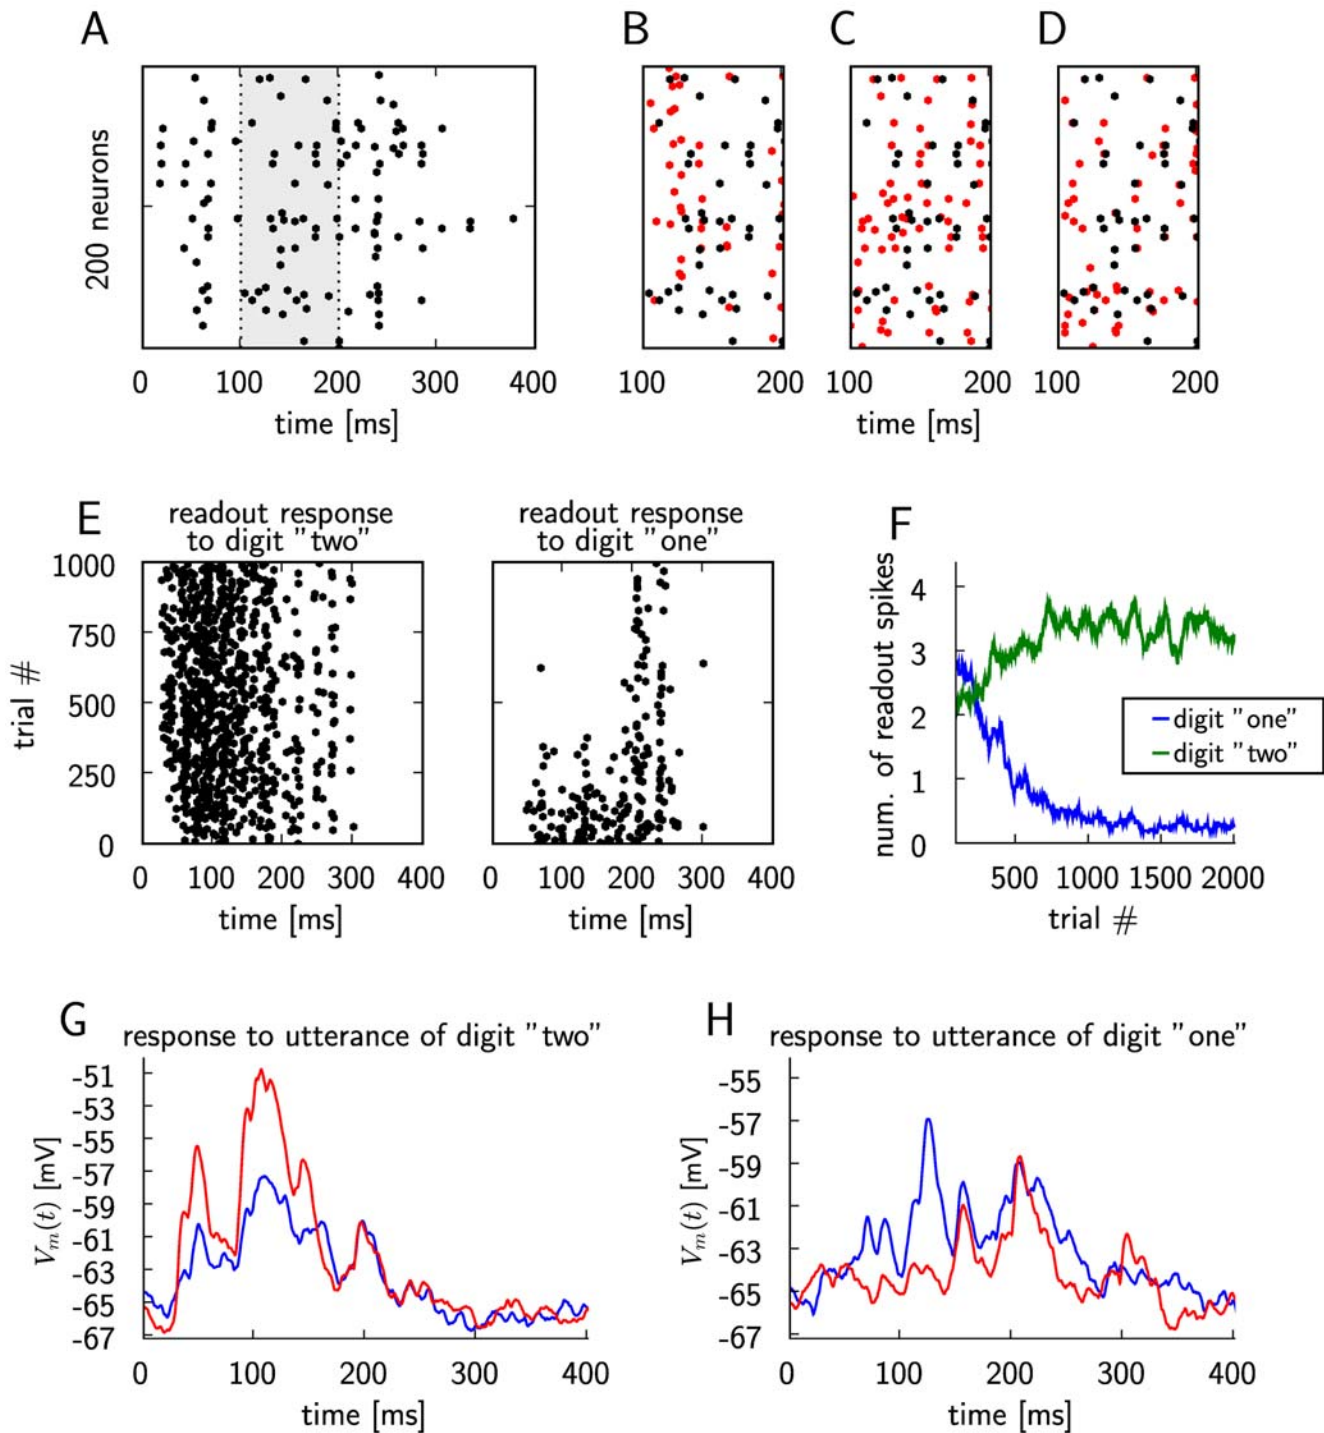 A
B
C
D
200 neurons
0 100 200 300 400
100 200 100 200 100 200
time [ms]
time [ms]
E
readout response
to digit "two"
readout response
to digit "one"
F
trial #
1000
750
500
250
0
0 100 200 300 400
time [ms]
0 100 200 300 400
time [ms]
num. of readout spikes
4
3
2
1
0
digit "one"
digit "two"
500 1000 1500 2000
trial #
G
response to utterance of digit "two"
V_m(t) [mV]
-51
-53
-55
-57
-59
-61
-63
-65
-67
0 100 200 300 400
time [ms]
H
response to utterance of digit "one"
V_m(t) [mV]
-55
-57
-59
-61
-63
-65
-67
0 100 200 300 400
time [ms]